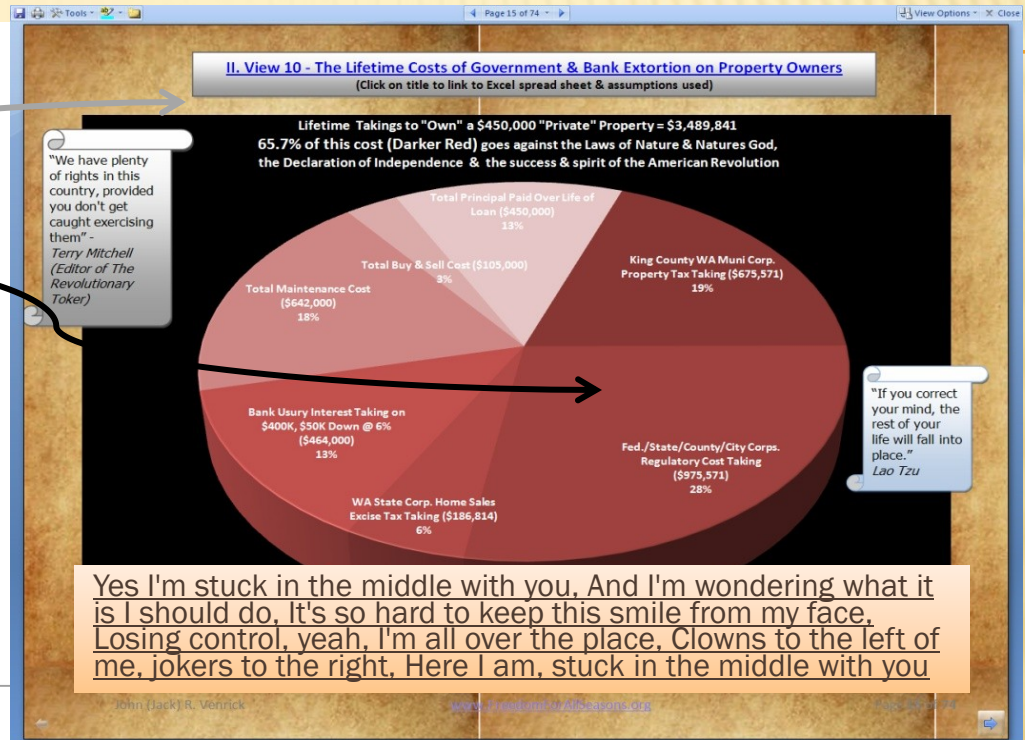 Tools
Page 15 of 74
View Options
Close
II. View 10 - The Lifetime Costs of Government & Bank Extortion on Property Owners
(Click on title to link to Excel spread sheet & assumptions used)
Lifetime Takings to "Own" a $450,000 "Private" Property = $3,489,841
65.7% of this cost (Darker Red) goes against the Laws of Nature & Natures God,
the Declaration of Independence & the success & spirit of the American Revolution
"We have plenty
of rights in this
country, provided
you don't get
caught exercising
them" -
Terry Mitchell
(Editor of The
Revolutionary
Toker)
Total Principal Paid Over Life of
Loan ($450,000)
13%
King County WA Muni Corp.
Property Tax Taking ($675,571)
19%
Total Buy & Sell Cost ($105,000)
3%
Total Maintenance Cost
($642,000)
18%
Bank Usury Interest Taking on
$400K, $50K Down @ 6%
($464,000)
13%
Fed./State/County/City Corps.
Regulatory Cost Taking
($975,571)
28%
WA State Corp. Home Sales
Excise Tax Taking ($186,814)
6%
"If you correct
your mind, the
rest of your
life will fall into
place."
Lao Tzu
Yes I'm stuck in the middle with you, And I'm wondering what it
is I should do, It's so hard to keep this smile from my face,
Losing control, yeah, I'm all over the place, Clowns to the left of
me, jokers to the right, Here I am, stuck in the middle with you
John (Jack) R. Venrick